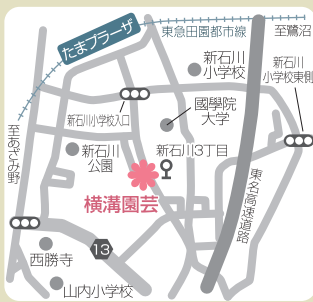 東急田園都市線
至鷺沼
たまプラーザ
新石川
小学校
新石川
小学校東側
新石川小学校入口
國學院
大学
至あざみ野
新石川
公園
新石川3丁目
横溝園芸
東名高速道路
13
西勝寺
山内小学校